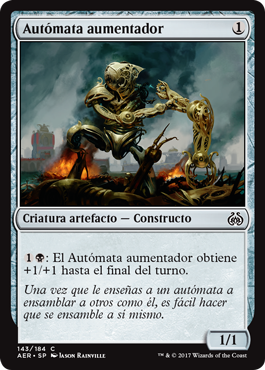 Autómata aumentador 1
Criatura artefacto — Constructo
1: El Autómata aumentador obtiene
+1/+1 hasta el final del turno.
Una vez que le enseñas a un autómata a
ensamblar a otros como él, es fácil hacer
que se ensamble a sí mismo.
1/1
143/184 C
AER • SP Jason Rainville
™ & © 2017 Wizards of the Coast